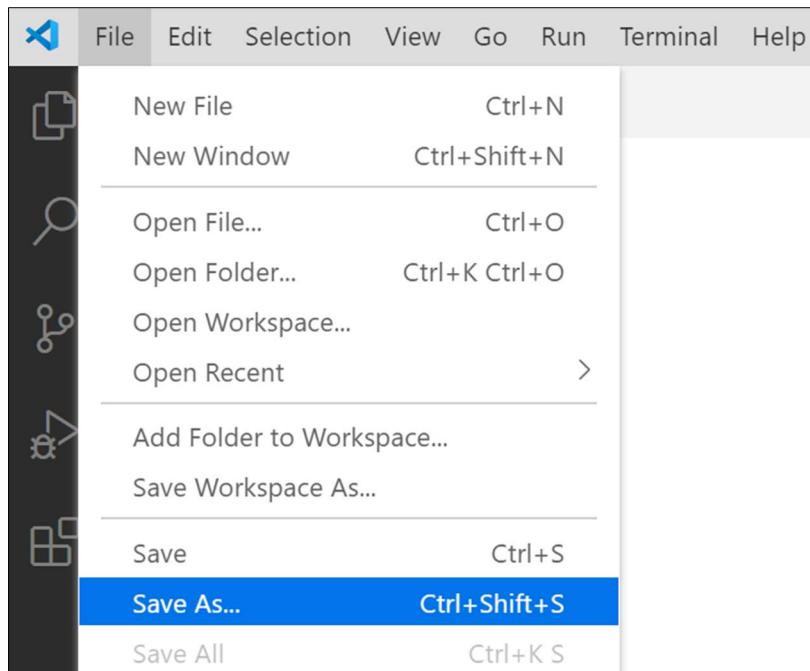 File Edit Selection View Go Run Terminal Help
New File Ctrl+N
New Window Ctrl+Shift+N
Open File... Ctrl+O
Open Folder... Ctrl+K Ctrl+O
Open Workspace...
Open Recent
Add Folder to Workspace...
Save Workspace As...
Save Ctrl+S
Save As... Ctrl+Shift+S
Save All Ctrl+K S